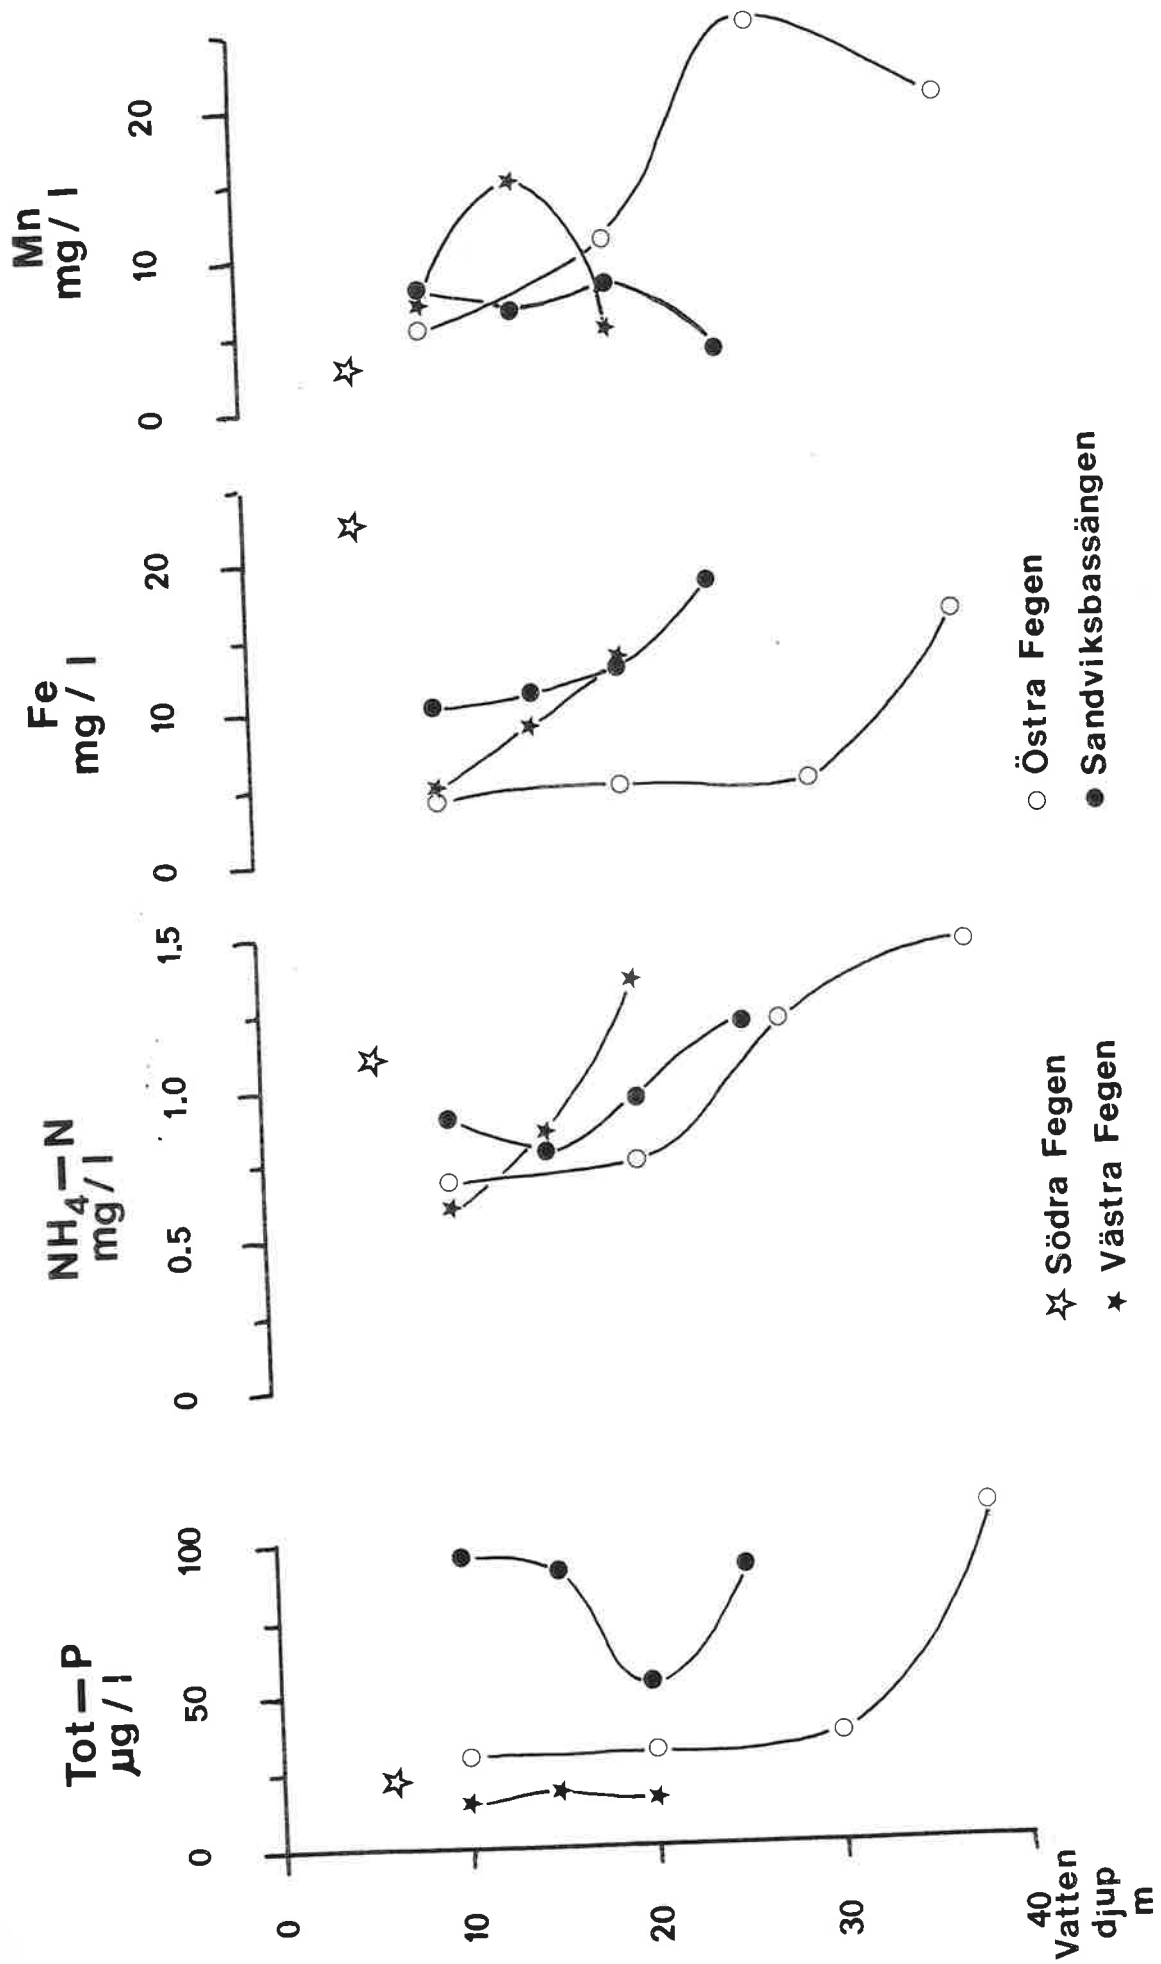 Tot—P
µg/l
0
50
100
NH₄—N
mg/l
0
0.5
1.0
1.5
Fe
mg/l
0
10
20
Mn
mg/l
0
10
20
0
10
20
30
40
Vatten
djup
m
☆ Södra Fegen
★ Västra Fegen
○ Östra Fegen
● Sandviksbassängen